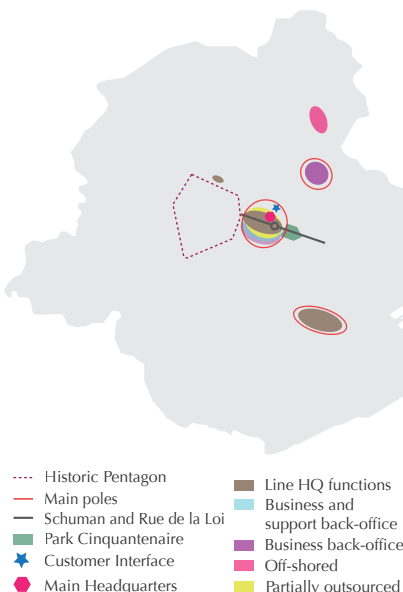 Historic Pentagon
Main poles
Schuman and Rue de la Loi
Park Cinquantenaire
Customer Interface
Main Headquarters
Line HQ functions
Business and
support back-office
Business back-office
Off-shored
Partially outsourced